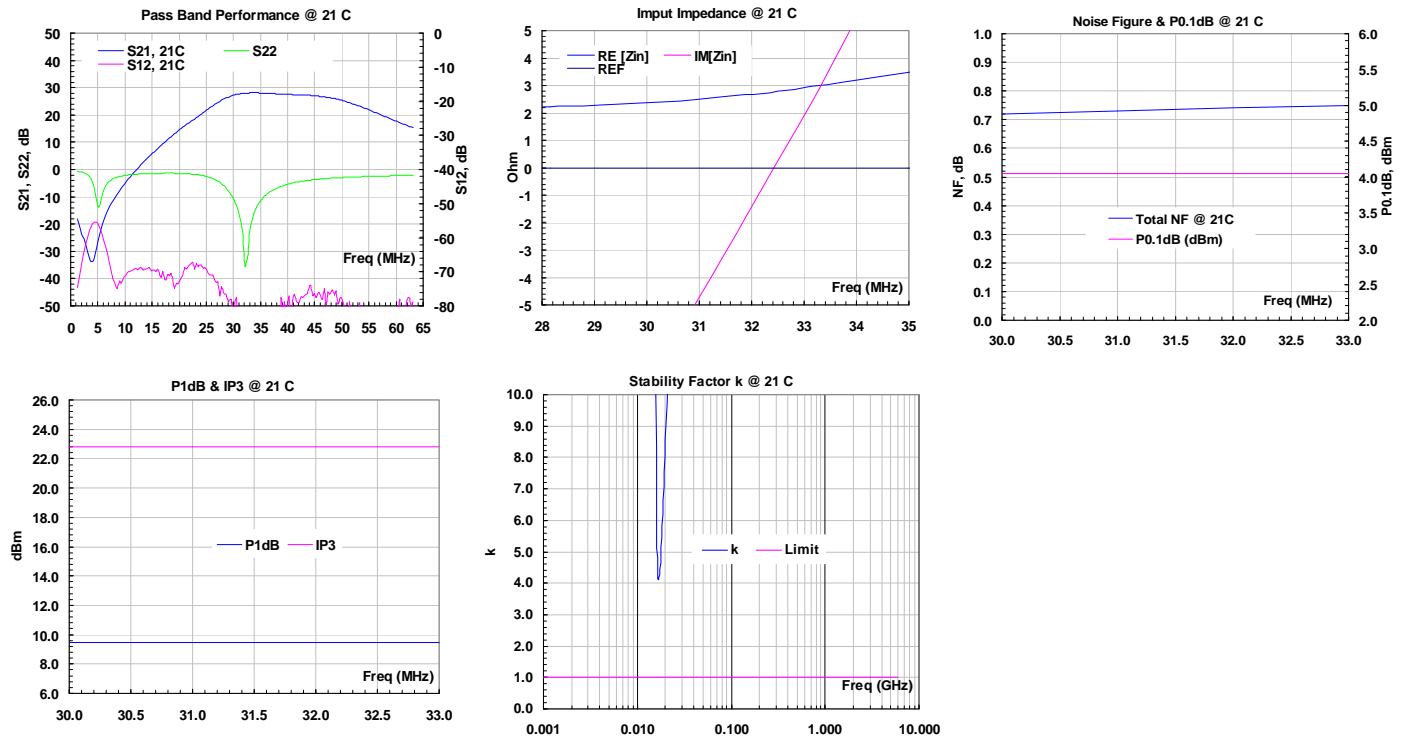 Pass Band Performance @ 21 C
S21, 21C
S22
S12, 21C
50
40
30
20
10
0
-10
-20
-30
-40
-50
0
-10
-20
-30
-40
-50
-60
-70
-80
S21, S22, dB
S12, dB
Freq (MHz)
0 5 10 15 20 25 30 35 40 45 50 55 60 65
Imput Impedance @ 21 C
RE [Zin]
IM[Zin]
REF
5
4
3
2
1
0
-1
-2
-3
-4
-5
Ohm
Freq (MHz)
28 29 30 31 32 33 34 35
Noise Figure & P0.1dB @ 21 C
1.0
0.9
0.8
0.7
0.6
0.5
0.4
0.3
0.2
0.1
0.0
6.0
5.0
4.0
3.0
2.0
NF, dB
P0.1dB, dBm
Total NF @ 21C
P0.1dB (dBm)
Freq (MHz)
30.0 30.5 31.0 31.5 32.0 32.5 33.0
P1dB & IP3 @ 21 C
26.0
24.0
22.0
20.0
18.0
16.0
14.0
12.0
10.0
8.0
6.0
dBm
P1dB
IP3
Freq (MHz)
30.0 30.5 31.0 31.5 32.0 32.5 33.0
Stability Factor k @ 21 C
10.0
9.0
8.0
7.0
6.0
5.0
4.0
3.0
2.0
1.0
0.0
k
k
Limit
Freq (GHz)
0.001 0.010 0.100 1.000 10.000